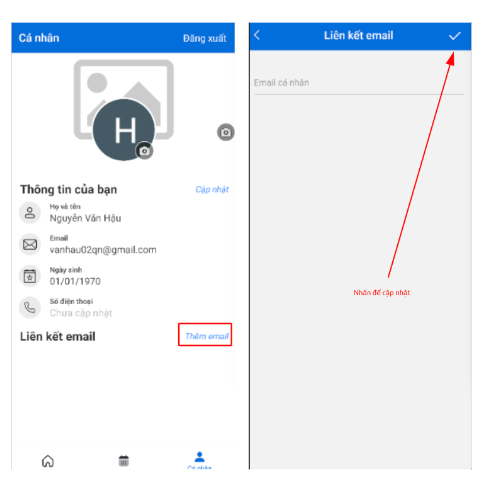 Cá nhân
Đăng xuất
H
Thông tin của bạn
Cập nhật
Họ và tên
Nguyễn Văn Hậu
Email
vanhau02qn@gmail.com
Ngày sinh
01/01/1970
Số điện thoại
Chưa cập nhật
Liên kết email
Thêm email
Cá nhân
Liên kết email
Email cá nhân
Nhấn để cập nhật